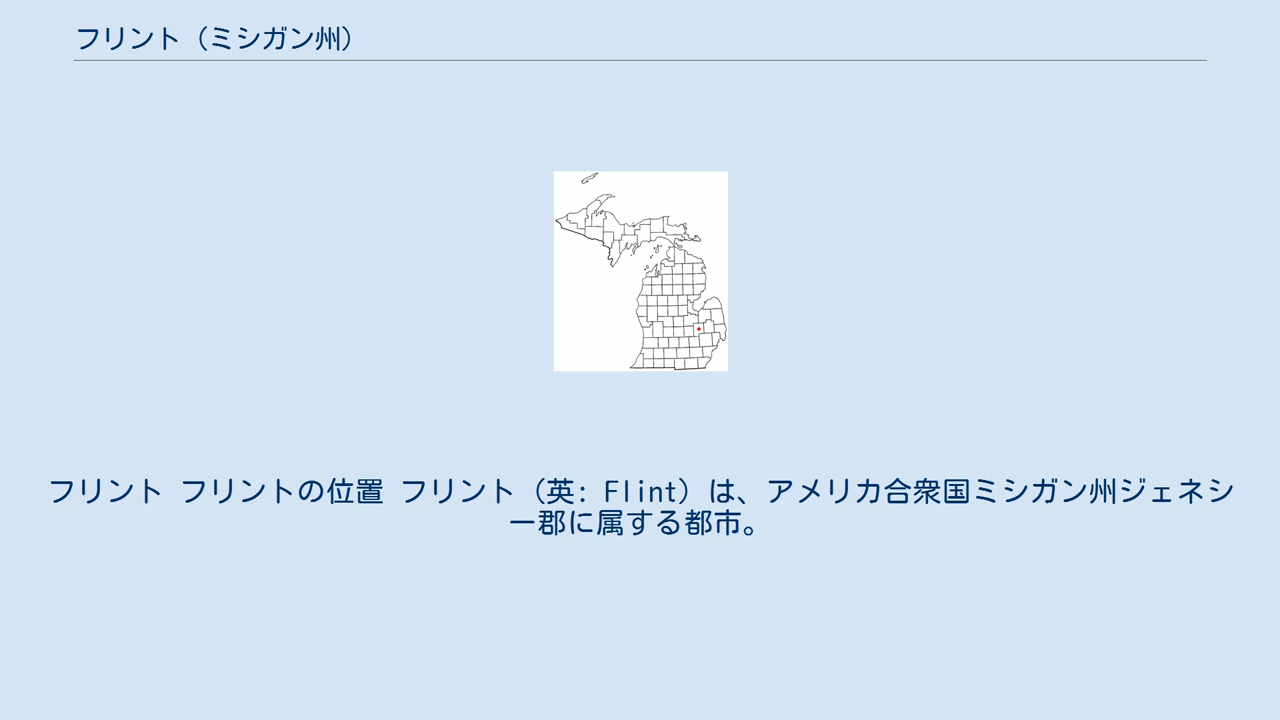 フリント（ミシガン州）
フリント フリントの位置 フリント（英: Flint）は、アメリカ合衆国ミシガン州ジェネシ
ー郡に属する都市。